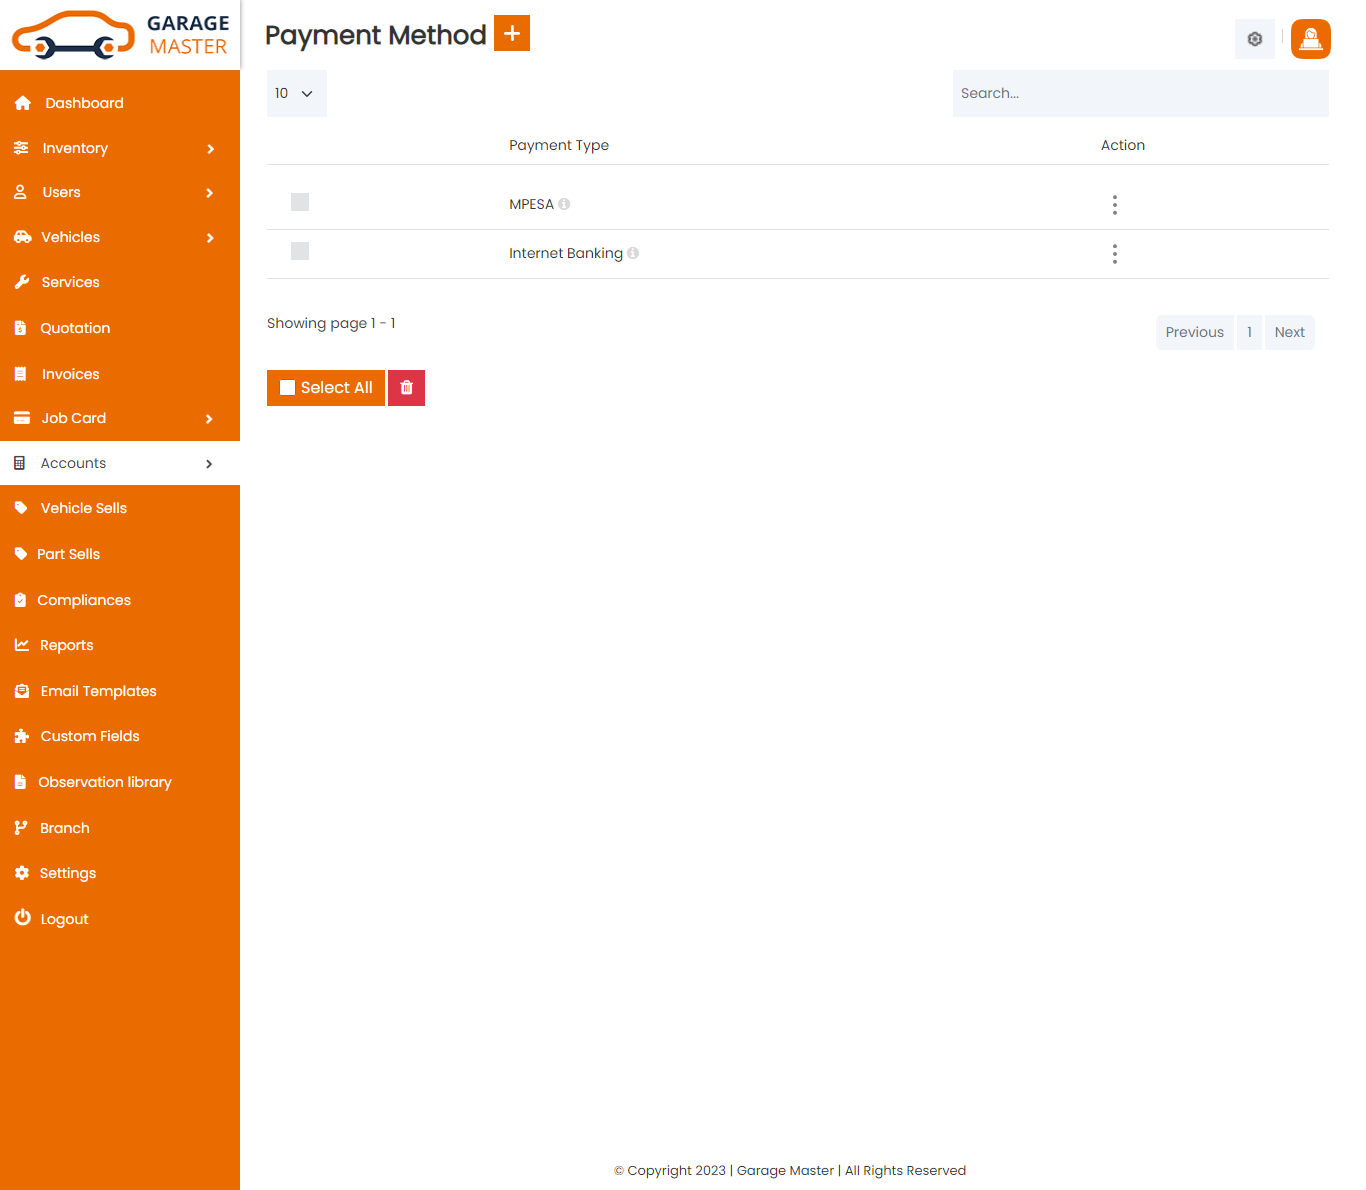 GARAGE
MASTER
Dashboard
Inventory
Users
Vehicles
Services
Quotation
Invoices
Job Card
Accounts
Vehicle Sells
Part Sells
Compliances
Reports
Email Templates
Custom Fields
Observation library
Branch
Settings
Logout
Payment Method +
10
Search...
Payment Type Action
MPESA
Internet Banking
Showing page 1 - 1
Previous 1 Next
Select All
© Copyright 2023 | Garage Master | All Rights Reserved